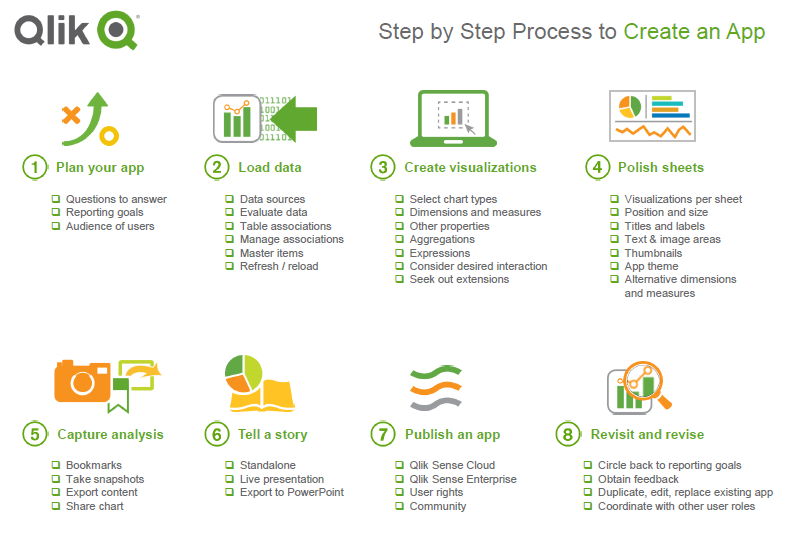 Qlik
Step by Step Process to Create an App
1 Plan your app
Questions to answer
Reporting goals
Audience of users
2 Load data
Data sources
Evaluate data
Table associations
Manage associations
Master items
Refresh / reload
3 Create visualizations
Select chart types
Dimensions and measures
Other properties
Aggregations
Expressions
Consider desired interaction
Seek out extensions
4 Polish sheets
Visualizations per sheet
Position and size
Titles and labels
Text & image areas
Thumbnails
App theme
Alternative dimensions
and measures
5 Capture analysis
Bookmarks
Take snapshots
Export content
Share chart
6 Tell a story
Standalone
Live presentation
Export to PowerPoint
7 Publish an app
Qlik Sense Cloud
Qlik Sense Enterprise
User rights
Community
8 Revisit and revise
Circle back to reporting goals
Obtain feedback
Duplicate, edit, replace existing app
Coordinate with other user roles